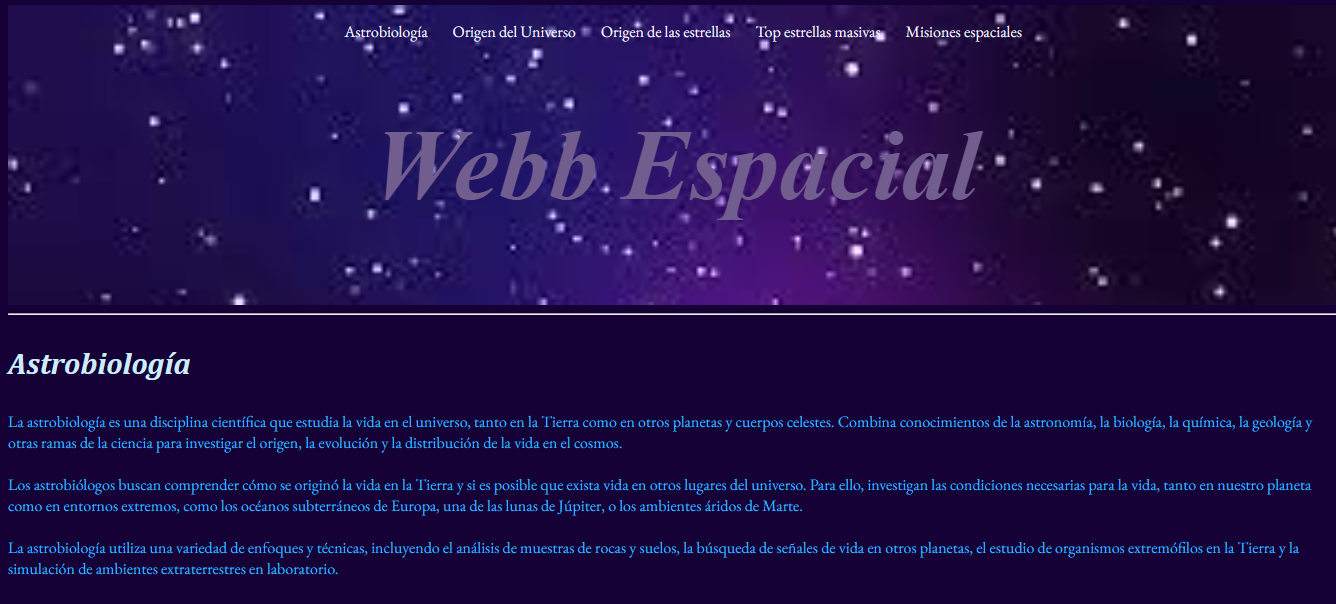 Astrobiología Origen del Universo Origen de las estrellas Top estrellas masivas Misiones espaciales
Webb Espacial
Astrobiología
La astrobiología es una disciplina científica que estudia la vida en el universo, tanto en la Tierra como en otros planetas y cuerpos celestes. Combina conocimientos de la astronomía, la biología, la química, la geología y
otras ramas de la ciencia para investigar el origen, la evolución y la distribución de la vida en el cosmos.
Los astrobiólogos buscan comprender cómo se originó la vida en la Tierra y si es posible que exista vida en otros lugares del universo. Para ello, investigan las condiciones necesarias para la vida, tanto en nuestro planeta
como en entornos extremos, como los océanos subterráneos de Europa, una de las lunas de Júpiter, o los ambientes áridos de Marte.
La astrobiología utiliza una variedad de enfoques y técnicas, incluyendo el análisis de muestras de rocas y suelos, la búsqueda de señales de vida en otros planetas, el estudio de organismos extremófilos en la Tierra y la
simulación de ambientes extraterrestres en laboratorio.